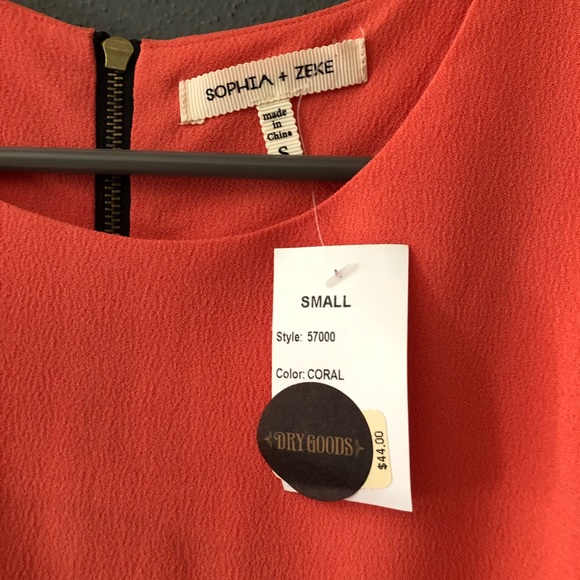 SOPHIA + ZEKE
made
in
China
S
SMALL
Style: 57000
Color: CORAL
DRY GOODS
$44.00